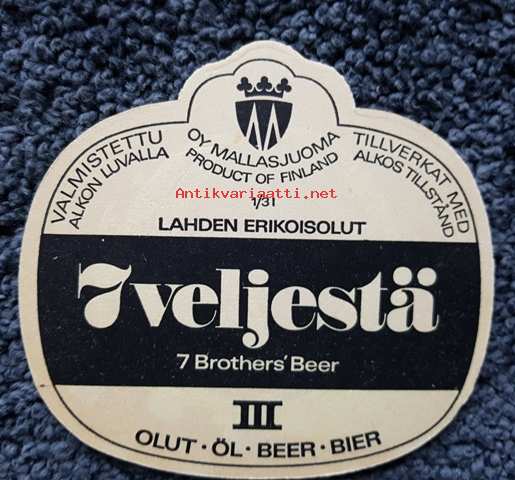 VALMISTETTU
ALKON LUVALLA
OY MALLASJUOMA
PRODUCT OF FINLAND
TILLVERKAT MED
ALKOS TILLSTÅND
Antikvariaatti.net
1/31
LAHDEN ERIKOISOLUT
7 veljestä
7 Brothers' Beer
III
OLUT · ÖL · BEER · BIER